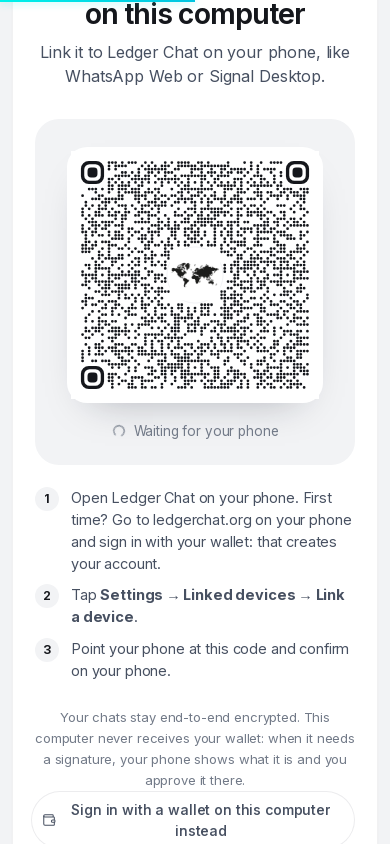 on this computer
Link it to Ledger Chat on your phone, like
WhatsApp Web or Signal Desktop.
Waiting for your phone
1 Open Ledger Chat on your phone. First
time? Go to ledgerchat.org on your phone
and sign in with your wallet: that creates
your account.
2 Tap Settings → Linked devices → Link
a device.
3 Point your phone at this code and confirm
on your phone.
Your chats stay end-to-end encrypted. This
computer never receives your wallet: when it needs
a signature, your phone shows what it is and you
approve it there.
Sign in with a wallet on this computer
instead